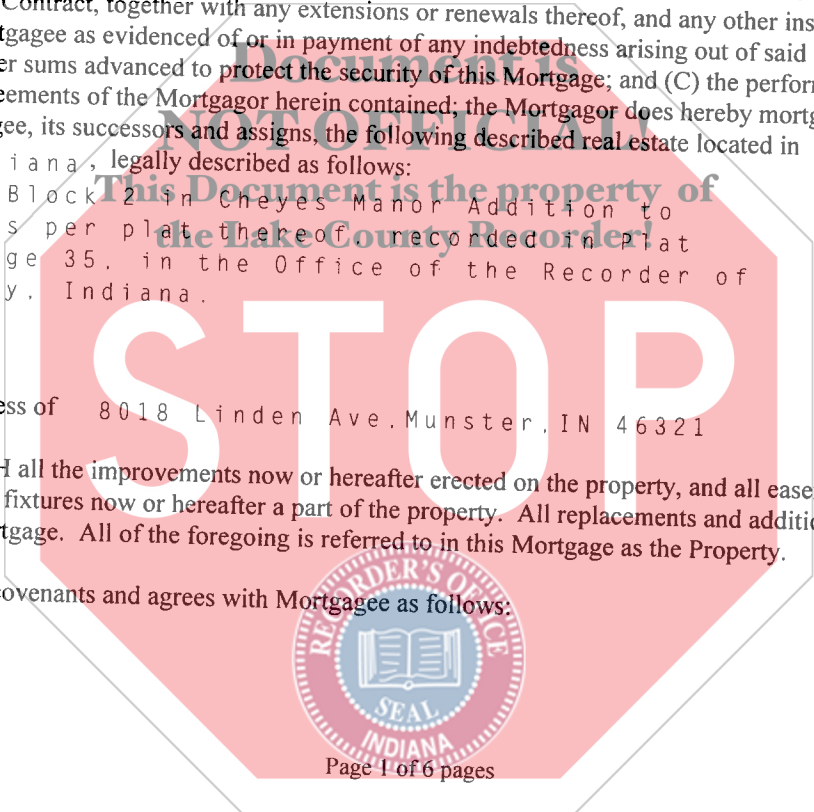 Contract, together with any extensions or renewals thereof, and any other ins
tgagee as evidenced of or in payment of any indebtedness arising out of said
er sums advanced to protect the security of this Mortgage; and (C) the perfor
eements of the Mortgagor herein contained; the Mortgagor does hereby mortg
gee, its successors and assigns, the following described real estate located in
iana, legally described as follows:
Block 2 in Cheyes Manor Addition to
s per plat thereof, recorded in Plat
ge 35, in the Office of the Recorder of
y, Indiana.
Document is
NOT OFFICIAL!
This Document is the property of
the Lake County Recorder!
STOP
ess of 8018 Linden Ave.Munster,IN 46321
H all the improvements now or hereafter erected on the property, and all ease
fixtures now or hereafter a part of the property. All replacements and additio
tgage. All of the foregoing is referred to in this Mortgage as the Property.
ovenants and agrees with Mortgagee as follows:
RECORDER'S OFFICE
SEAL
INDIANA
Page 1 of 6 pages